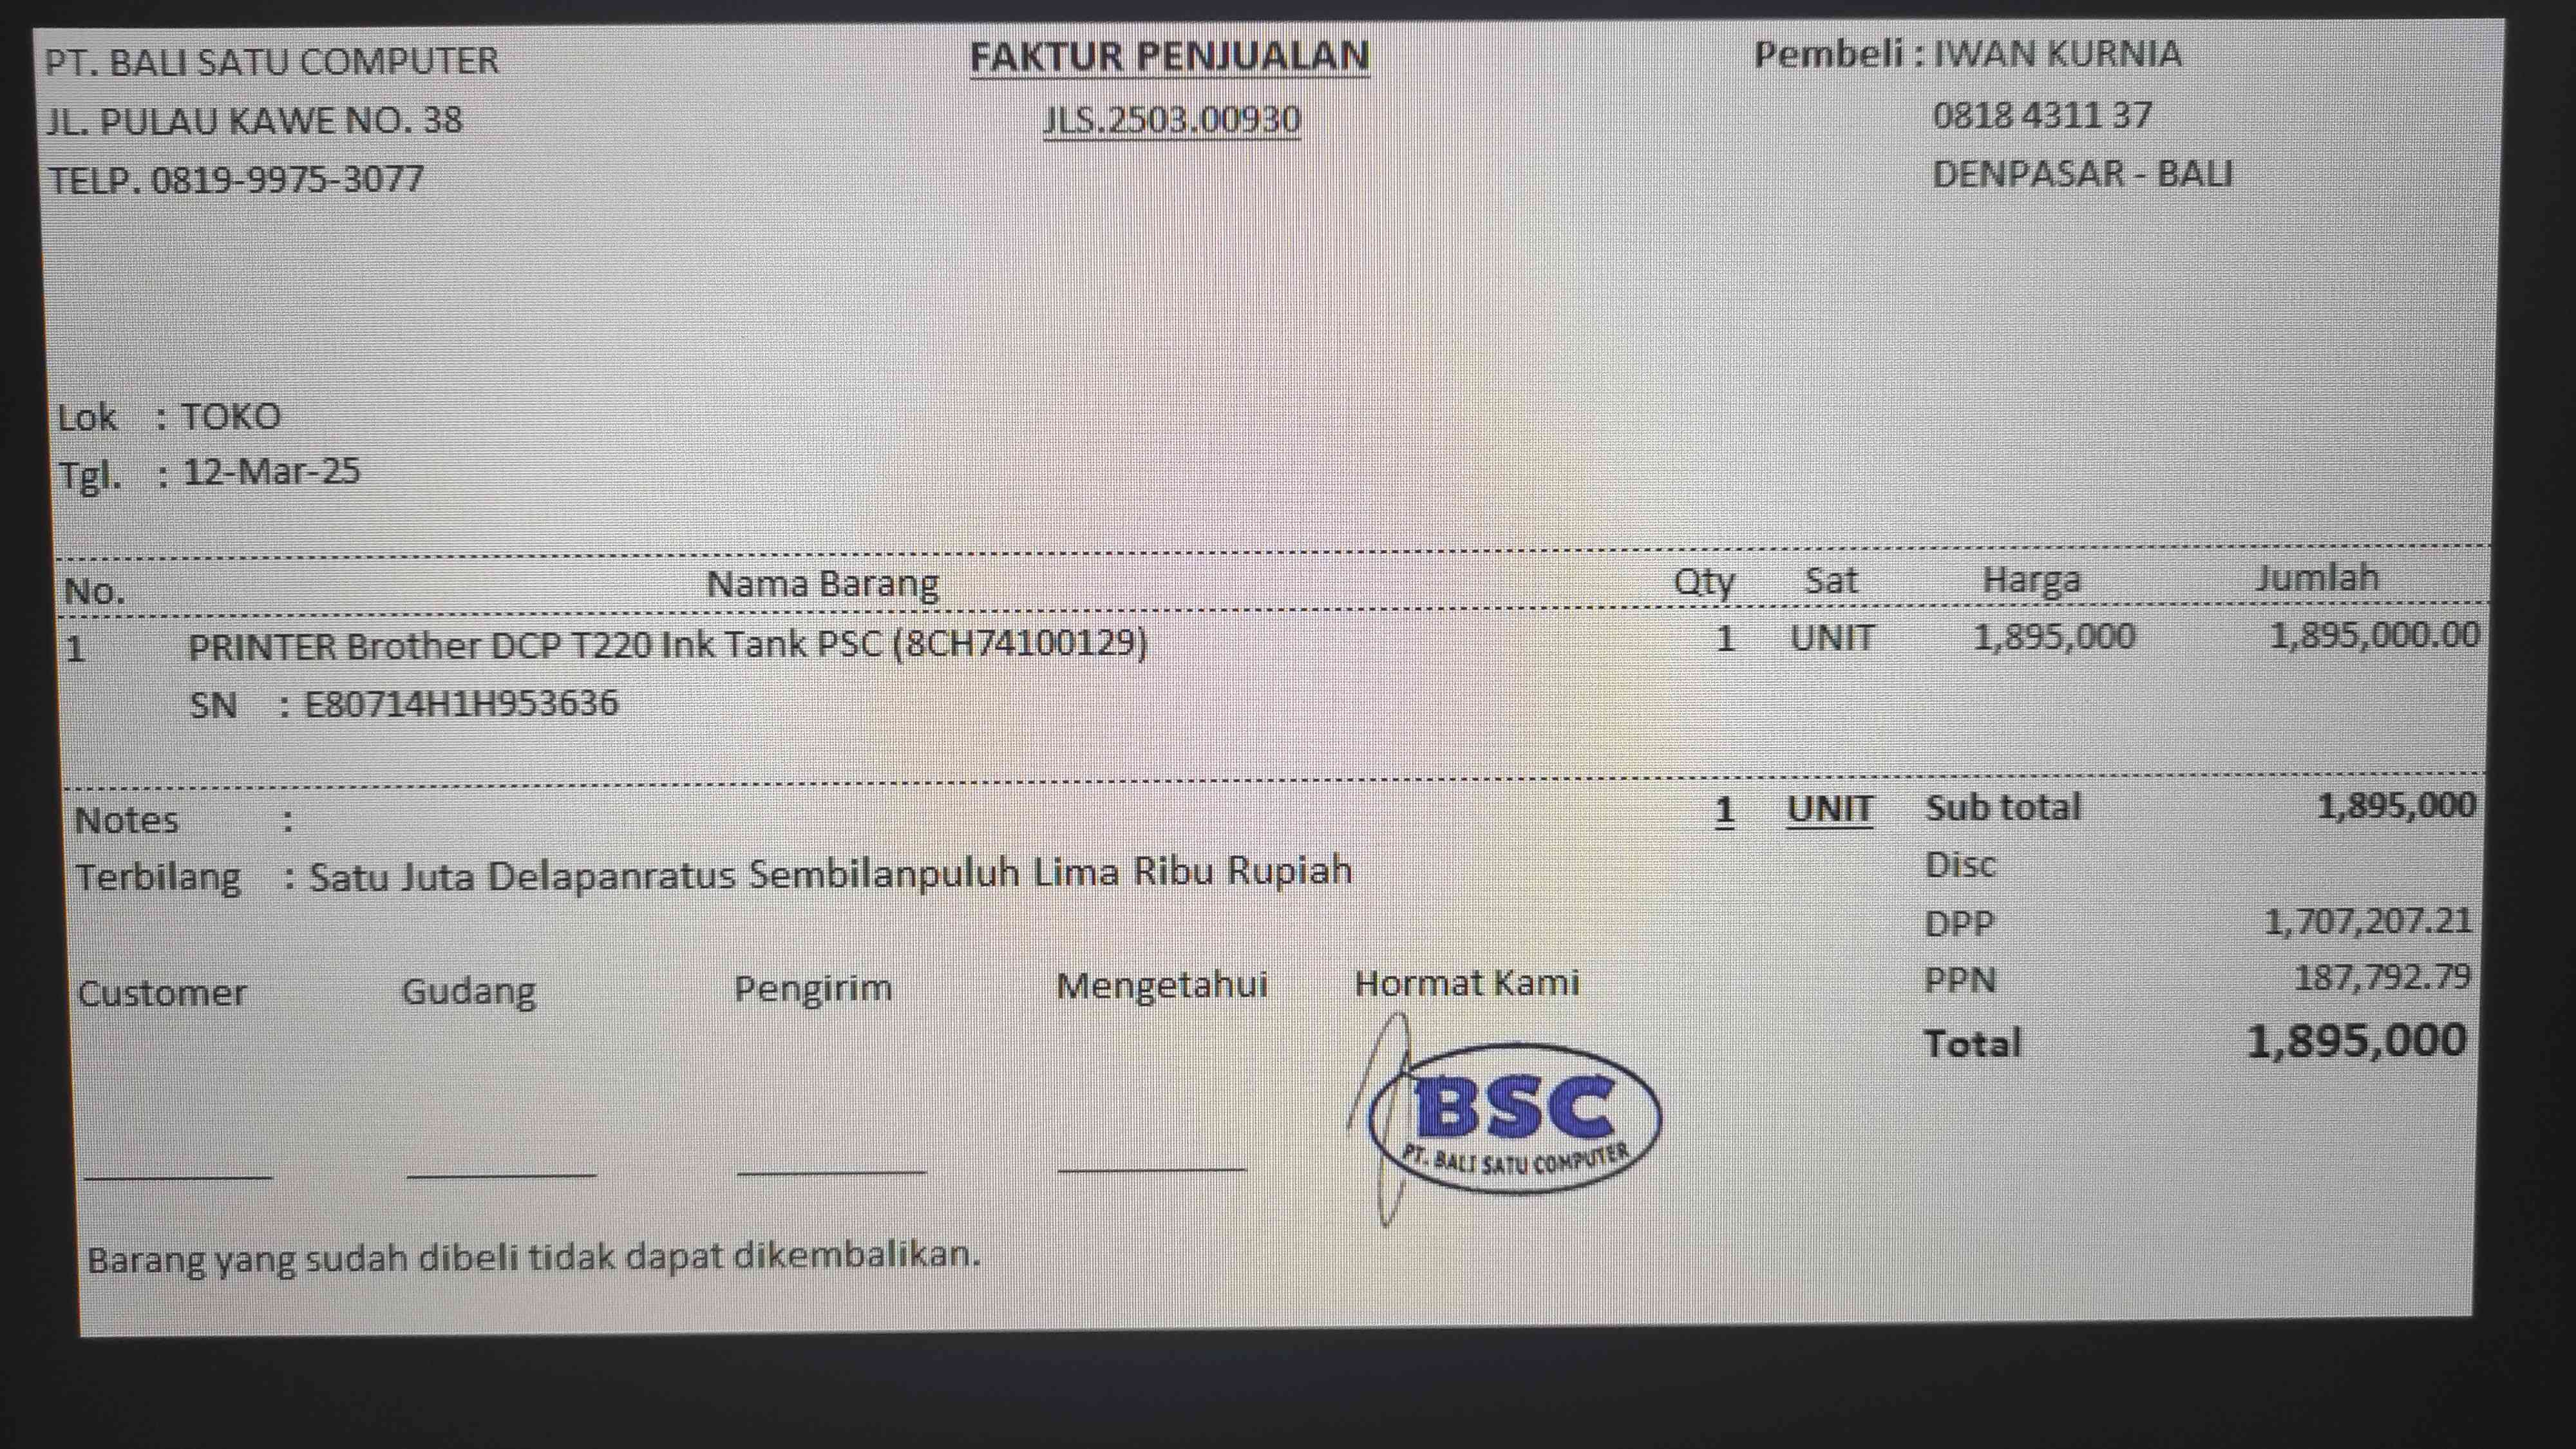 PT. BALI SATU COMPUTER
JL. PULAU KAWE NO. 38
TELP. 0819-9975-3077
FAKTUR PENJUALAN
JLS.2503.00930
Pembeli : IWAN KURNIA
0818 4311 37
DENPASAR - BALI
Lok : TOKO
Tgl. : 12-Mar-25
No. Nama Barang Qty Sat Harga Jumlah
1 PRINTER Brother DCP T220 Ink Tank PSC (8CH74100129) 1 UNIT 1,895,000 1,895,000.00
SN : E80714H1H953636
Notes : 1 UNIT Sub total 1,895,000
Terbilang : Satu Juta Delapanratus Sembilanpuluh Lima Ribu Rupiah
Disc
DPP 1,707,207.21
PPN 187,792.79
Total 1,895,000
Customer Gudang Pengirim Mengetahui Hormat Kami
BSC
PT. BALI SATU COMPUTER
Barang yang sudah dibeli tidak dapat dikembalikan.